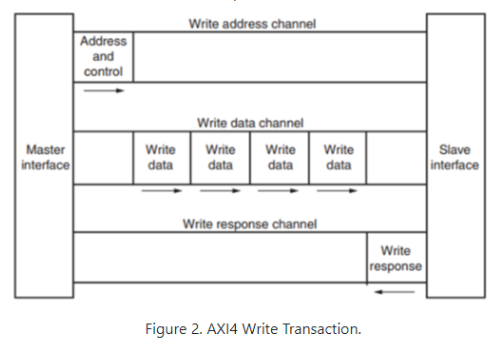 Write address channel
Address
and
control
Write data channel
Master
interface
Write
data
Write
data
Write
data
Write
data
Slave
interface
Write response channel
Write
response
Figure 2. AXI4 Write Transaction.